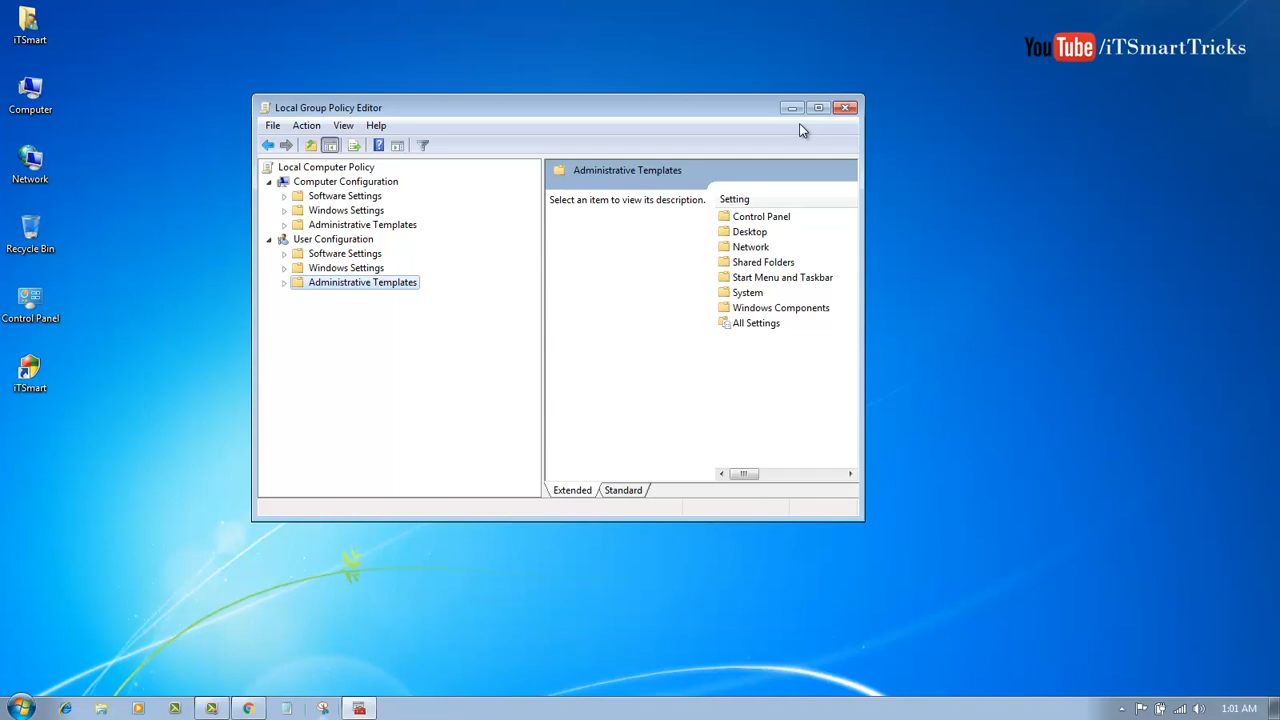 iTSmart
YouTube /iTSmartTricks
Computer
Network
Recycle Bin
Control Panel
iTSmart
Local Group Policy Editor
File Action View Help
Local Computer Policy
Computer Configuration
Software Settings
Windows Settings
Administrative Templates
User Configuration
Software Settings
Windows Settings
Administrative Templates
Administrative Templates
Select an item to view its description.
Setting
Control Panel
Desktop
Network
Shared Folders
Start Menu and Taskbar
System
Windows Components
All Settings
Extended Standard
1:01 AM